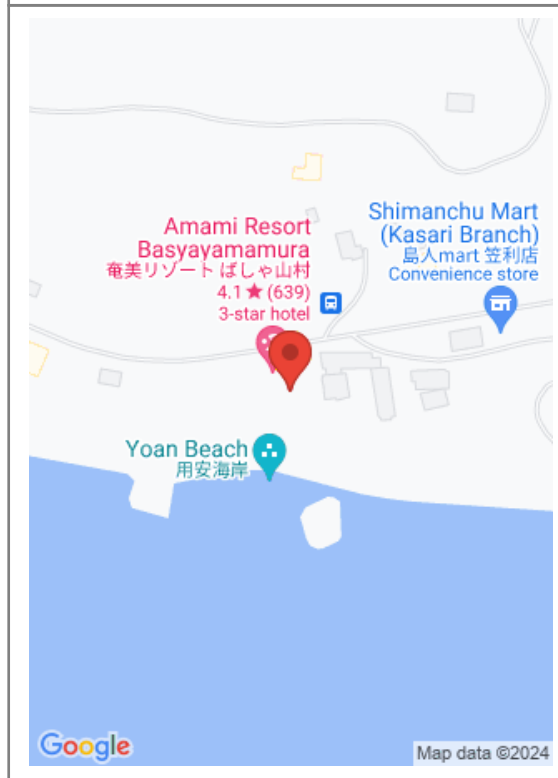 Shimanchu Mart
(Kasari Branch)
島人mart 笠利店
Convenience store
Amami Resort
Basyayamamura
奄美リゾート ばしゃ山村
4.1★(639)
3-star hotel
Yoan Beach
用安海岸
Google
Map data ©2024